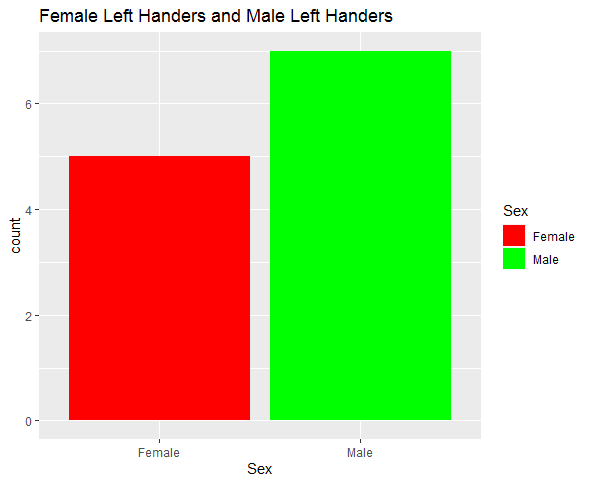 Female Left Handers and Male Left Handers
6
4
2
0
count
Female
Male
Sex
Sex
Female
Male